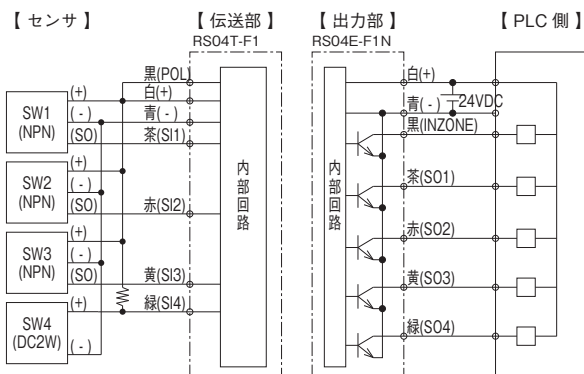 【 センサ 】
【 伝送部 】
【 出力部 】
【 PLC 側 】
RS04T-F1
RS04E-F1N
SW1
(NPN)
(+)
( - )
(SO)
SW2
(NPN)
(+)
( - )
(SO)
SW3
(NPN)
(+)
( - )
(SO)
SW4
(DC2W)
(+)
( - )
黒(POL)
白(+)
青( - )
茶(SI1)
赤(SI2)
黄(SI3)
緑(SI4)
内部回路
内部回路
白(+)
青( - )
24VDC
黒(INZONE)
茶(SO1)
赤(SO2)
黄(SO3)
緑(SO4)